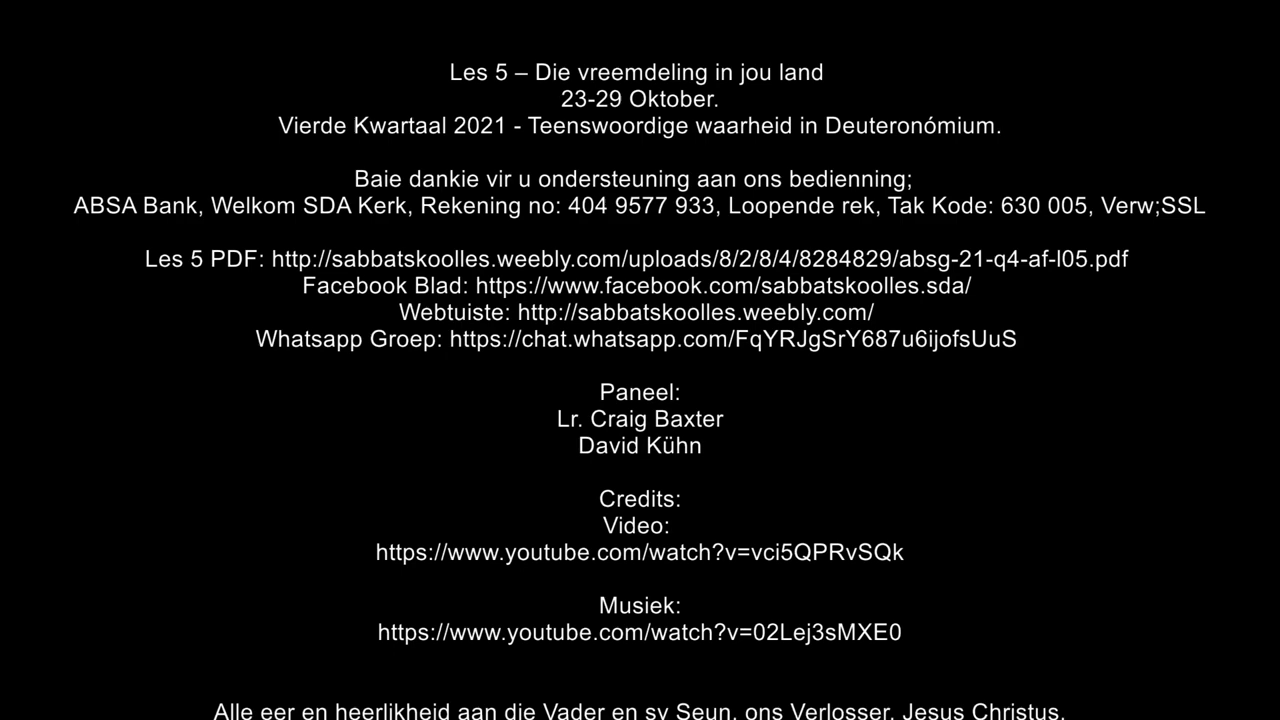 Les 5 – Die vreemdeling in jou land
23-29 Oktober.
Vierde Kwartaal 2021 - Teenswoordige waarheid in Deuteronómium.
Baie dankie vir u ondersteuning aan ons bedienning;
ABSA Bank, Welkom SDA Kerk, Rekening no: 404 9577 933, Loopende rek, Tak Kode: 630 005, Verw;SSL
Les 5 PDF: http://sabbatskoolles.weebly.com/uploads/8/2/8/4/8284829/absg-21-q4-af-l05.pdf
Facebook Blad: https://www.facebook.com/sabbatskoolles.sda/
Webtuiste: http://sabbatskoolles.weebly.com/
Whatsapp Groep: https://chat.whatsapp.com/FqYRJgSrY687u6ijofsUuS
Paneel:
Lr. Craig Baxter
David Kühn
Credits:
Video:
https://www.youtube.com/watch?v=vci5QPRvSQk
Musiek:
https://www.youtube.com/watch?v=02Lej3sMXE0
Alle eer en heerlikheid aan die Vader en sy Seun, ons Verlosser, Jesus Christus.